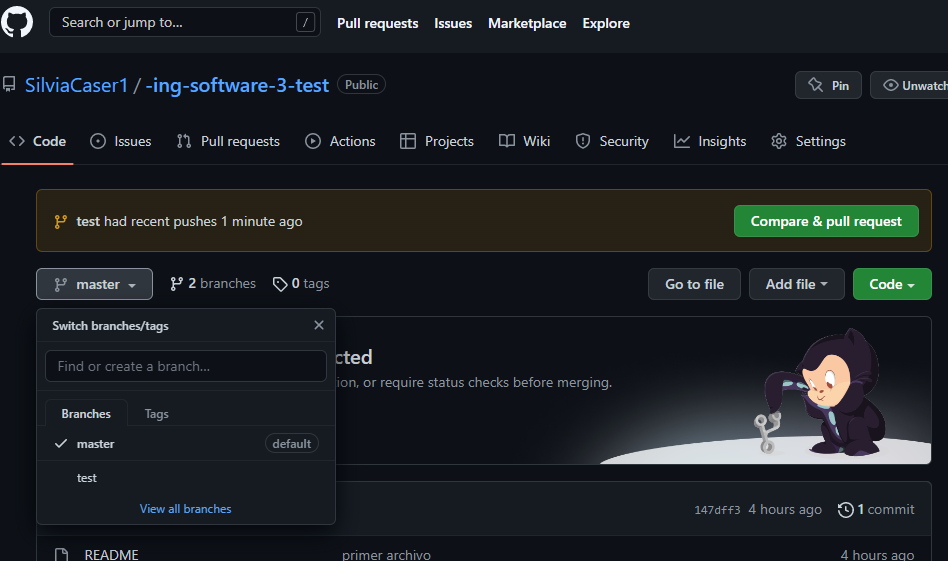 Search or jump to... /
Pull requests Issues Marketplace Explore
SilviaCaser1 / -ing-software-3-test Public
Pin Unwatch
Code Issues Pull requests Actions Projects Wiki Security Insights Settings
test had recent pushes 1 minute ago
Compare & pull request
master 2 branches 0 tags
Go to file Add file Code
Switch branches/tags
Find or create a branch...
Branches Tags
master default
test
View all branches
or require status checks before merging.
147dff3 4 hours ago 1 commit
README primer archivo 4 hours ago